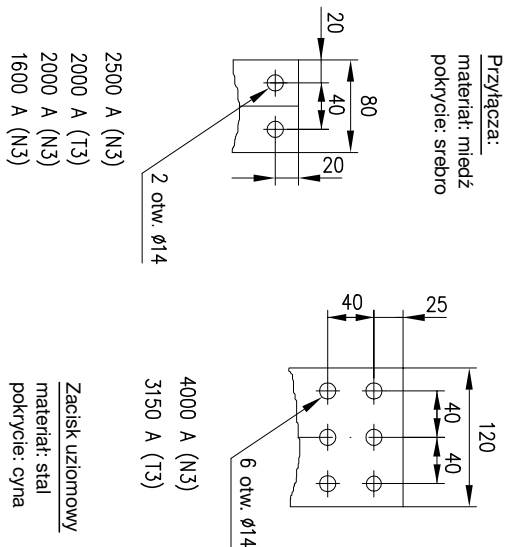 Przyłącza:
materiał: miedź
pokrycie: srebro
20
40
80
20
2 otw. ø14
2500 A (N3)
2000 A (T3)
2000 A (N3)
1600 A (N3)
40
25
40
40
120
6 otw. ø14
4000 A (N3)
3150 A (T3)
Zacisk uziomowy
materiał: stal
pokrycie: cyna